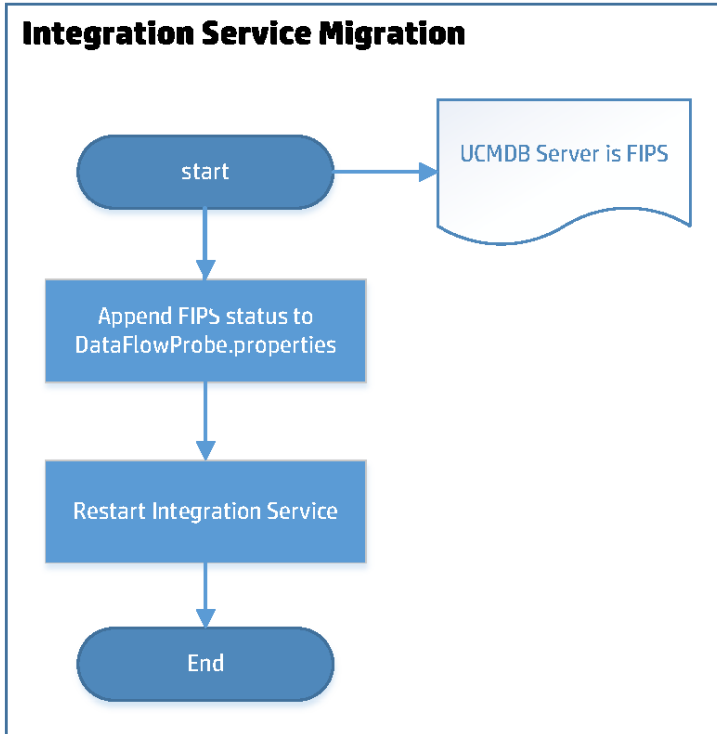 Integration Service Migration
start
UCMDB Server is FIPS
Append FIPS status to
DataFlowProbe.properties
Restart Integration Service
End